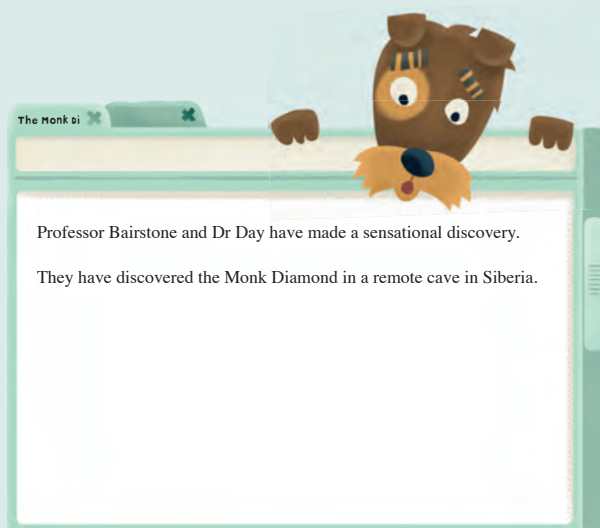 The Monk Di
Professor Bairstone and Dr Day have made a sensational discovery.
They have discovered the Monk Diamond in a remote cave in Siberia.